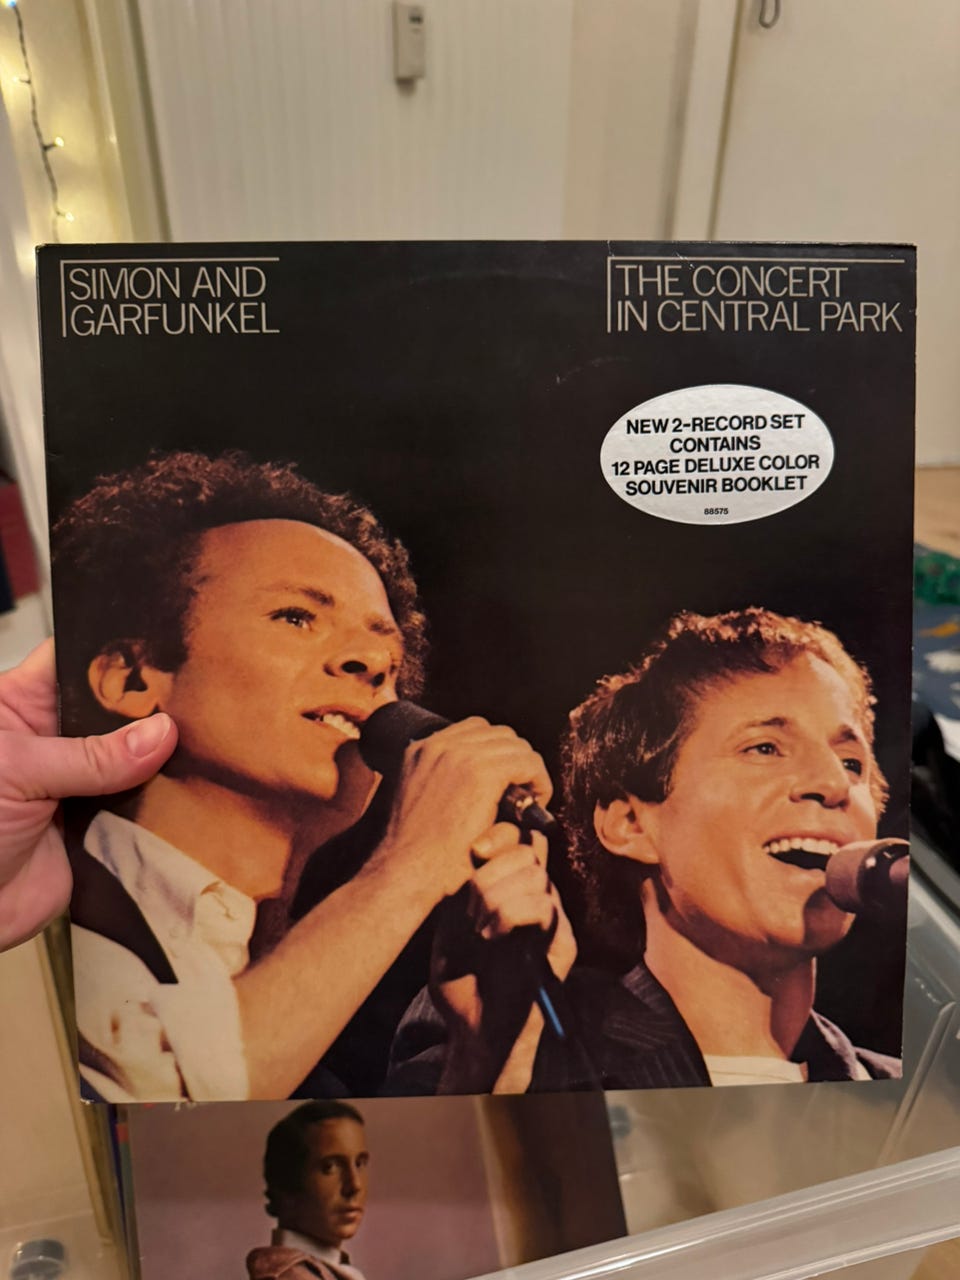 SIMON AND
GARFUNKEL
THE CONCERT
IN CENTRAL PARK
NEW 2-RECORD SET
CONTAINS
12 PAGE DELUXE COLOR
SOUVENIR BOOKLET
88575